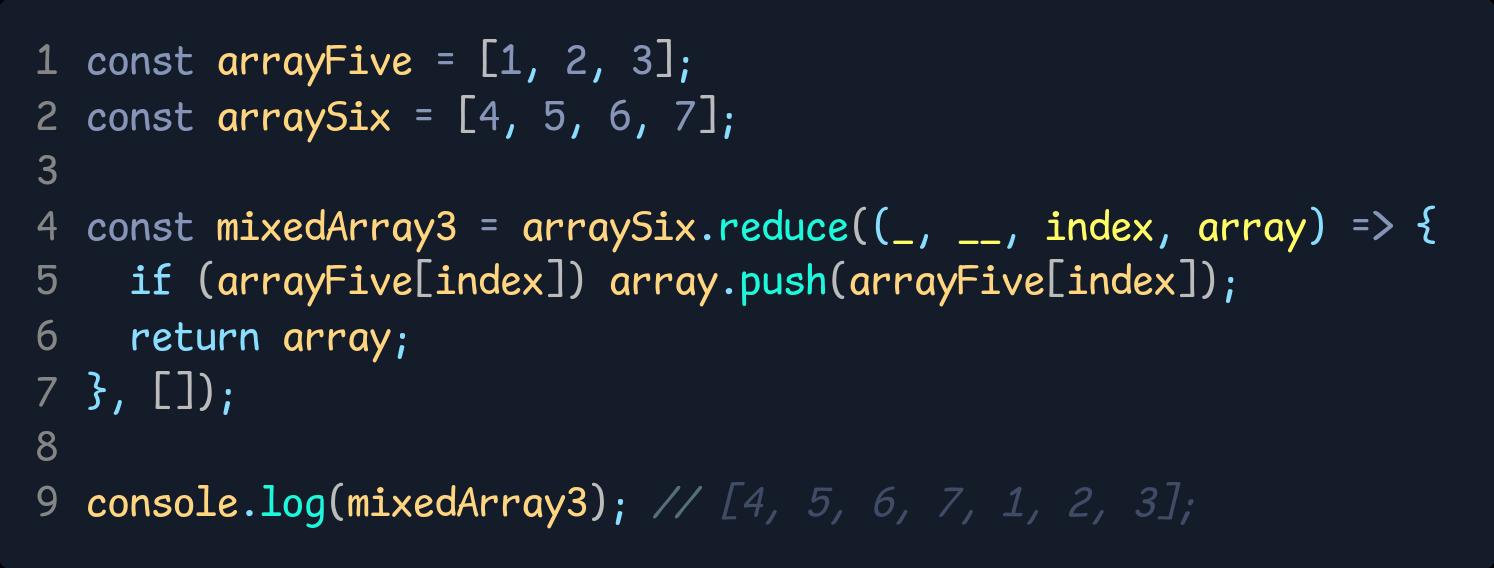 1 const arrayFive = [1, 2, 3];
2 const arraySix = [4, 5, 6, 7];
3
4 const mixedArray3 = arraySix.reduce((_, __, index, array) => {
5   if (arrayFive[index]) array.push(arrayFive[index]);
6   return array;
7 }, []);
8
9 console.log(mixedArray3); // [4, 5, 6, 7, 1, 2, 3];